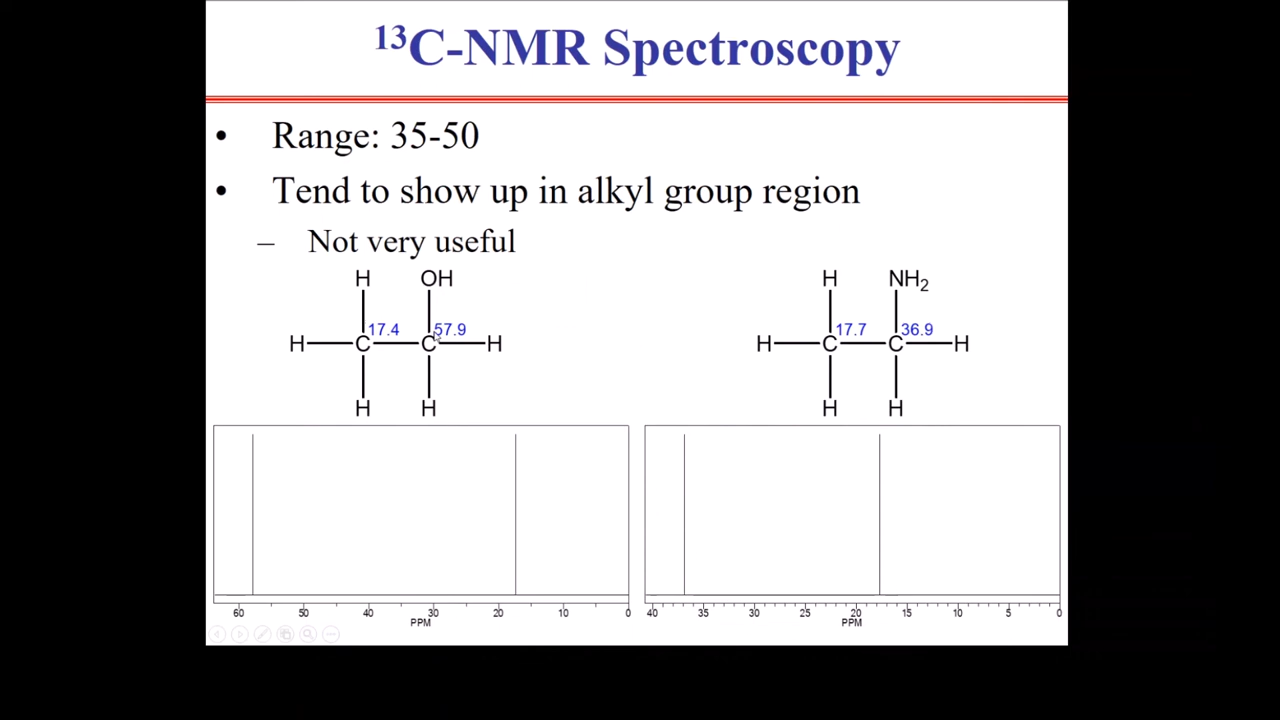 ¹³C-NMR Spectroscopy
• Range: 35-50
• Tend to show up in alkyl group region
– Not very useful
H OH H NH₂
17.4 57.9 17.7 36.9
H C C H H C C H
H H H H
60 50 40 30 20 10 0 40 35 30 25 20 15 10 5 0
PPM PPM